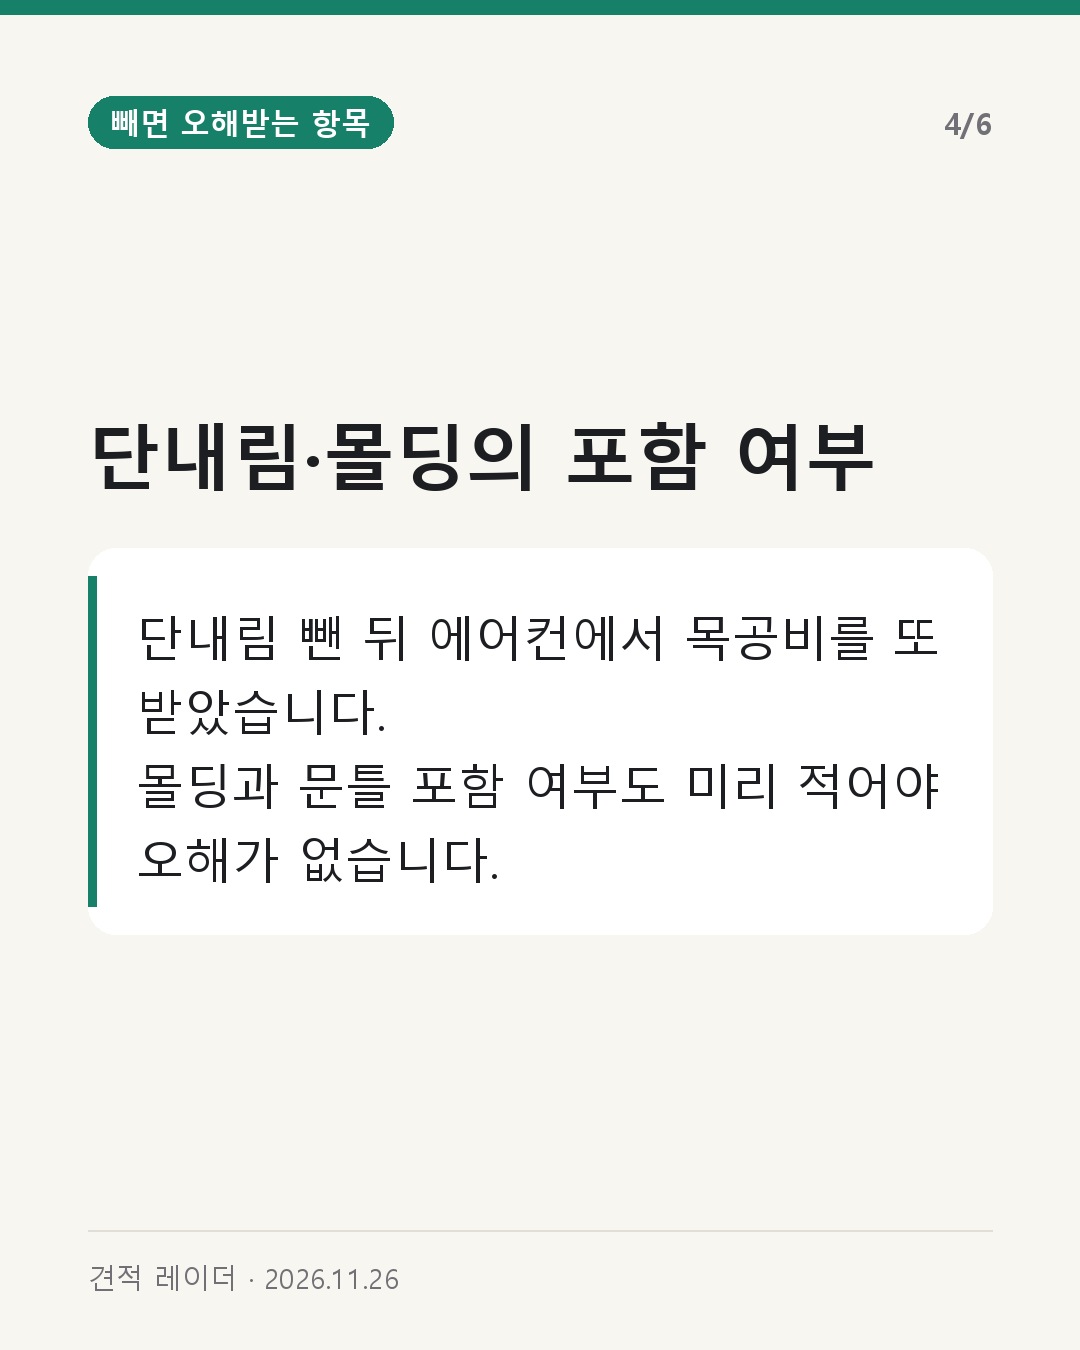 빼면 오해받는 항목
4/6
단내림·몰딩의 포함 여부
단내림 뺀 뒤 에어컨에서 목공비를 또
받았습니다.
몰딩과 문틀 포함 여부도 미리 적어야
오해가 없습니다.
견적 레이더 · 2026.11.26